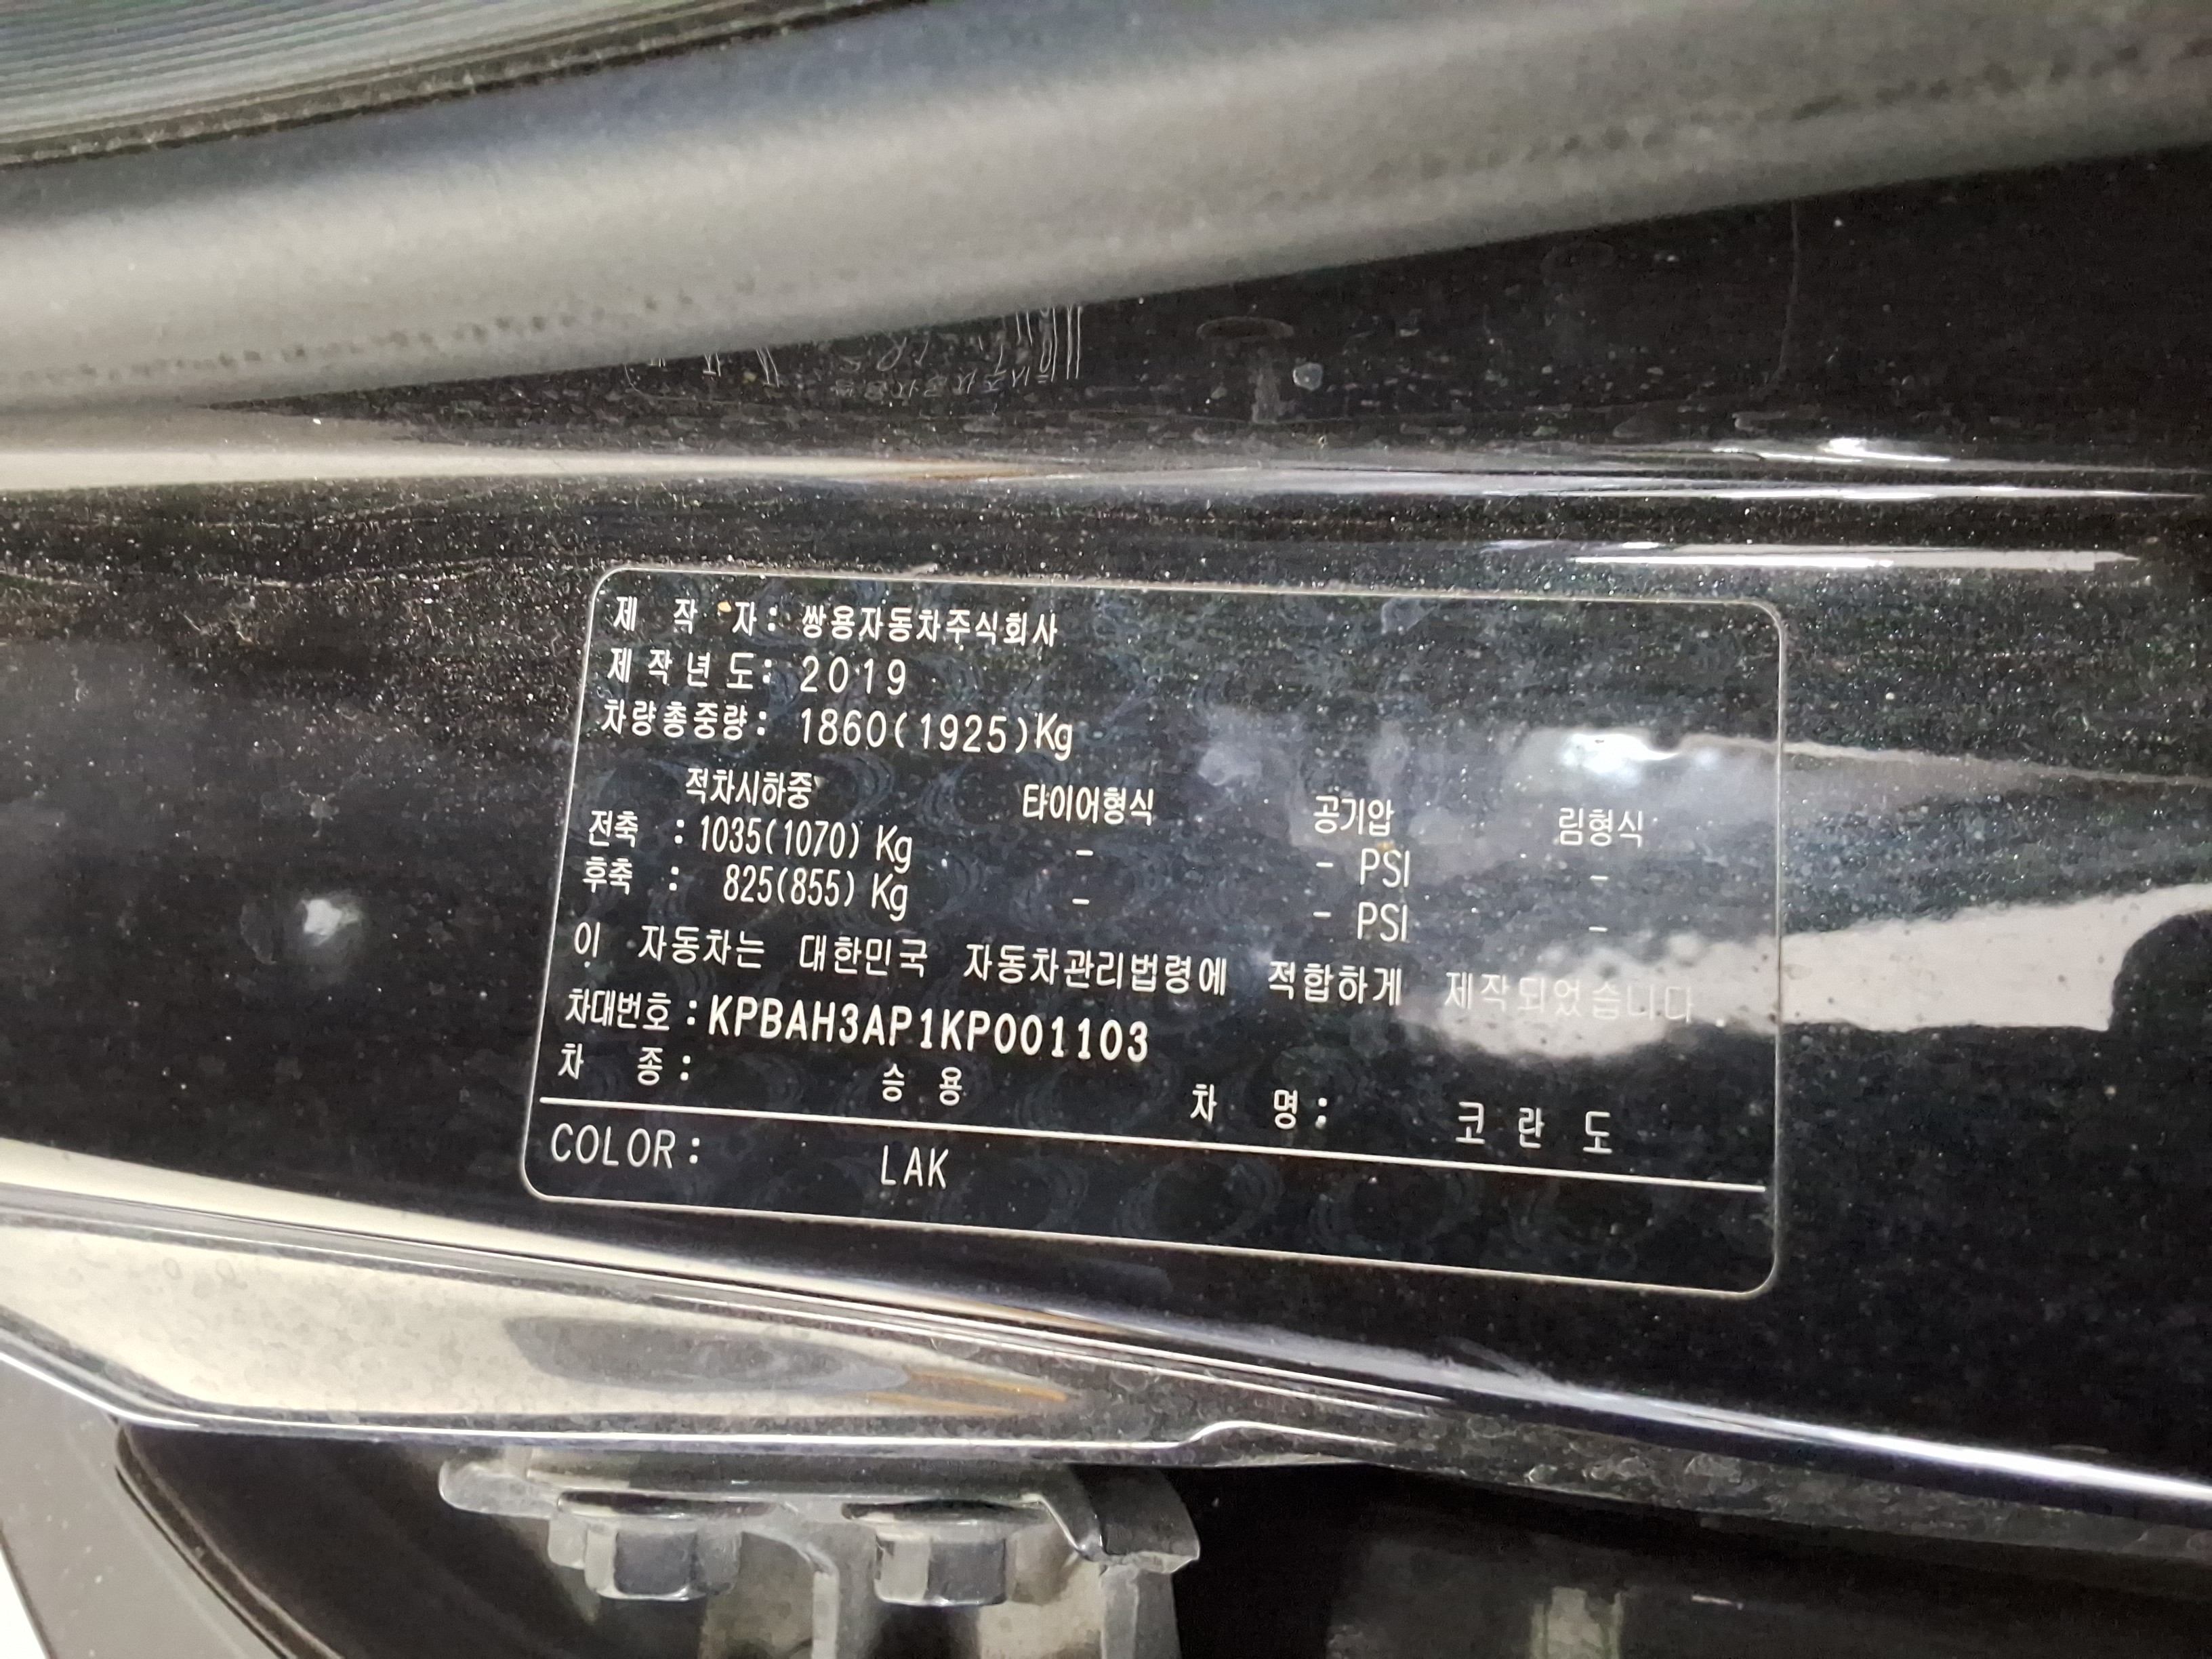 제 작 자: 쌍용자동차주식회사
제작년도: 2019
차량총중량: 1860(1925)Kg
적차시하중 타이어형식 공기압 림형식
전축 : 1035(1070) Kg - - PSI -
후축 : 825(855) Kg - - PSI -
이 자동차는 대한민국 자동차관리법령에 적합하게 제작되었습니다.
차대번호 : KPBAH3AP1KP001103
차 종: 승 용 차 명: 코 란 도
COLOR: LAK